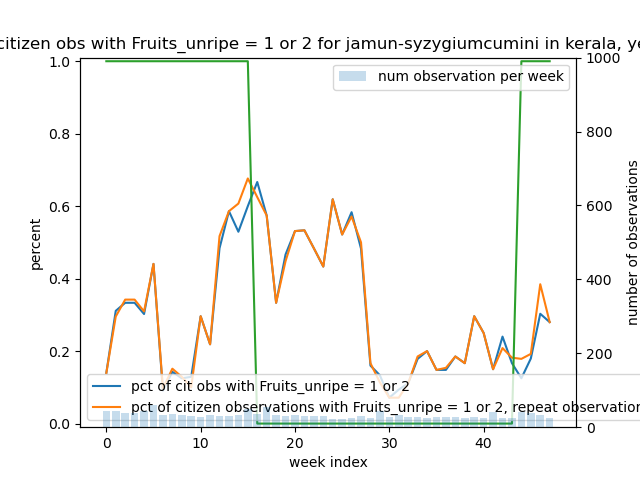 citizen obs with Fruits_unripe = 1 or 2 for jamun-syzygiumcumini in kerala, ye
num observation per week
1.0
0.8
0.6
0.4
0.2
0.0
percent
1000
800
600
400
200
0
number of observations
pct of cit obs with Fruits_unripe = 1 or
pct of citizen observations with Fruits_unripe = 1 or 2, repeat observation
0 10 20 30 40
week index